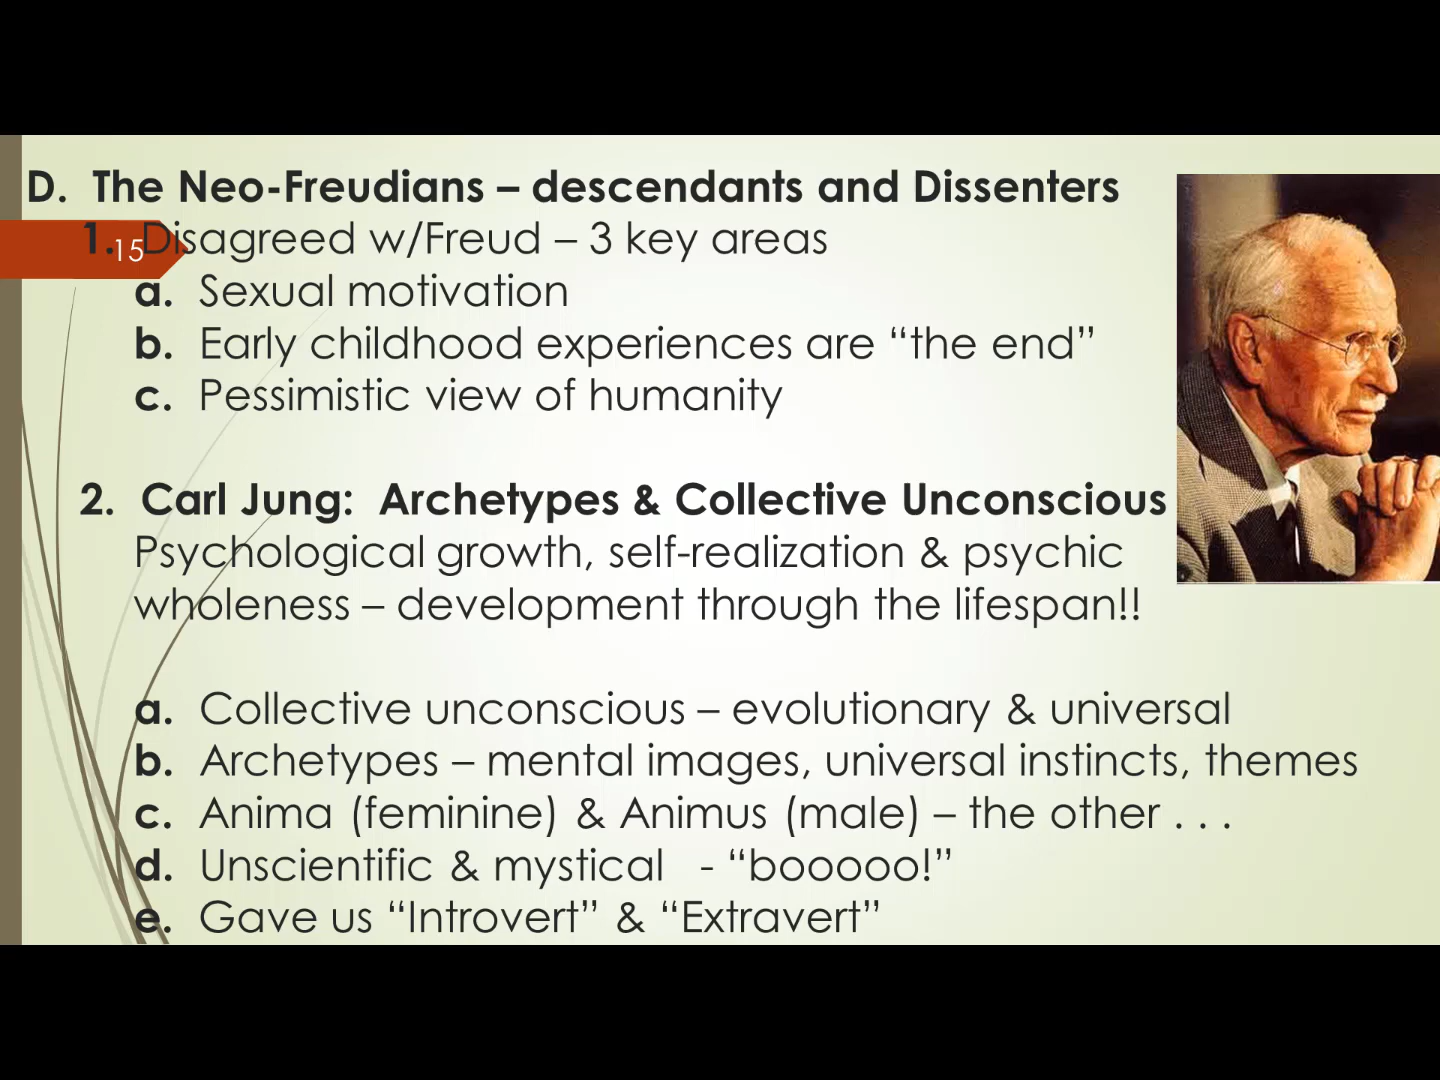 D. The Neo-Freudians – descendants and Dissenters
1. Disagreed w/Freud – 3 key areas
15
a. Sexual motivation
b. Early childhood experiences are “the end”
c. Pessimistic view of humanity
2. Carl Jung: Archetypes & Collective Unconscious
Psychological growth, self-realization & psychic
wholeness – development through the lifespan!!
a. Collective unconscious – evolutionary & universal
b. Archetypes – mental images, universal instincts, themes
c. Anima (feminine) & Animus (male) – the other . . .
d. Unscientific & mystical - “booooo!”
e. Gave us “Introvert” & “Extravert”